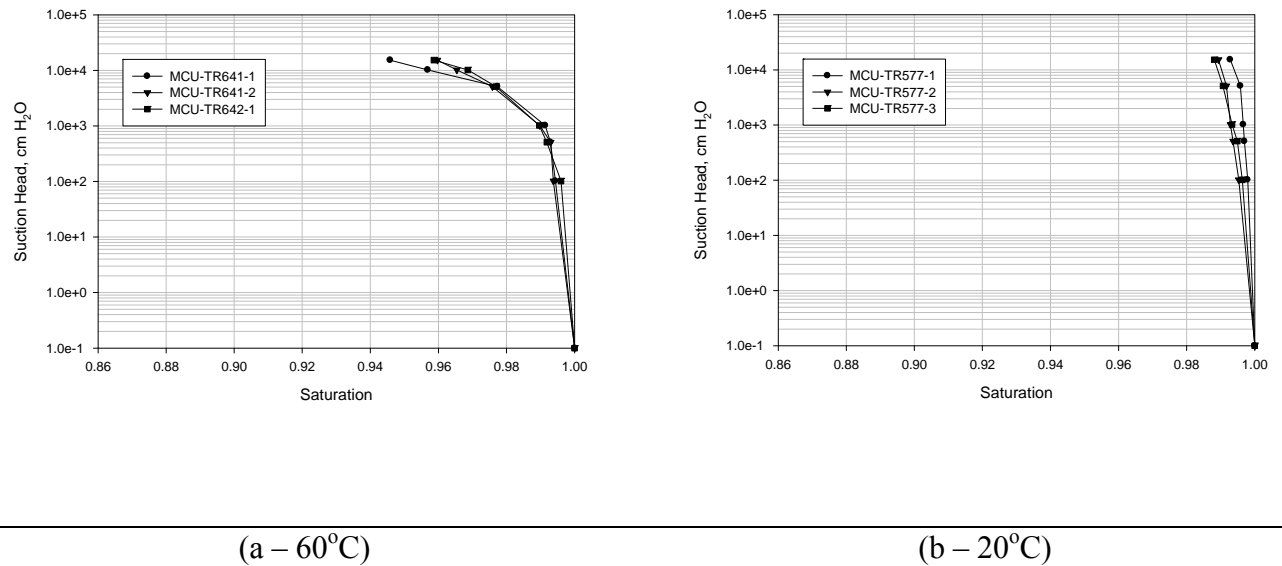 1.0e+5
1.0e+4
1.0e+3
1.0e+2
1.0e+1
1.0e+0
1.0e-1
Suction Head, cm H₂O
MCU-TR641-1
MCU-TR641-2
MCU-TR642-1
0.86 0.88 0.90 0.92 0.94 0.96 0.98 1.00
Saturation
1.0e+5
1.0e+4
1.0e+3
1.0e+2
1.0e+1
1.0e+0
1.0e-1
Suction Head, cm H₂O
MCU-TR577-1
MCU-TR577-2
MCU-TR577-3
0.86 0.88 0.90 0.92 0.94 0.96 0.98 1.00
Saturation
(a – 60°C)
(b – 20°C)